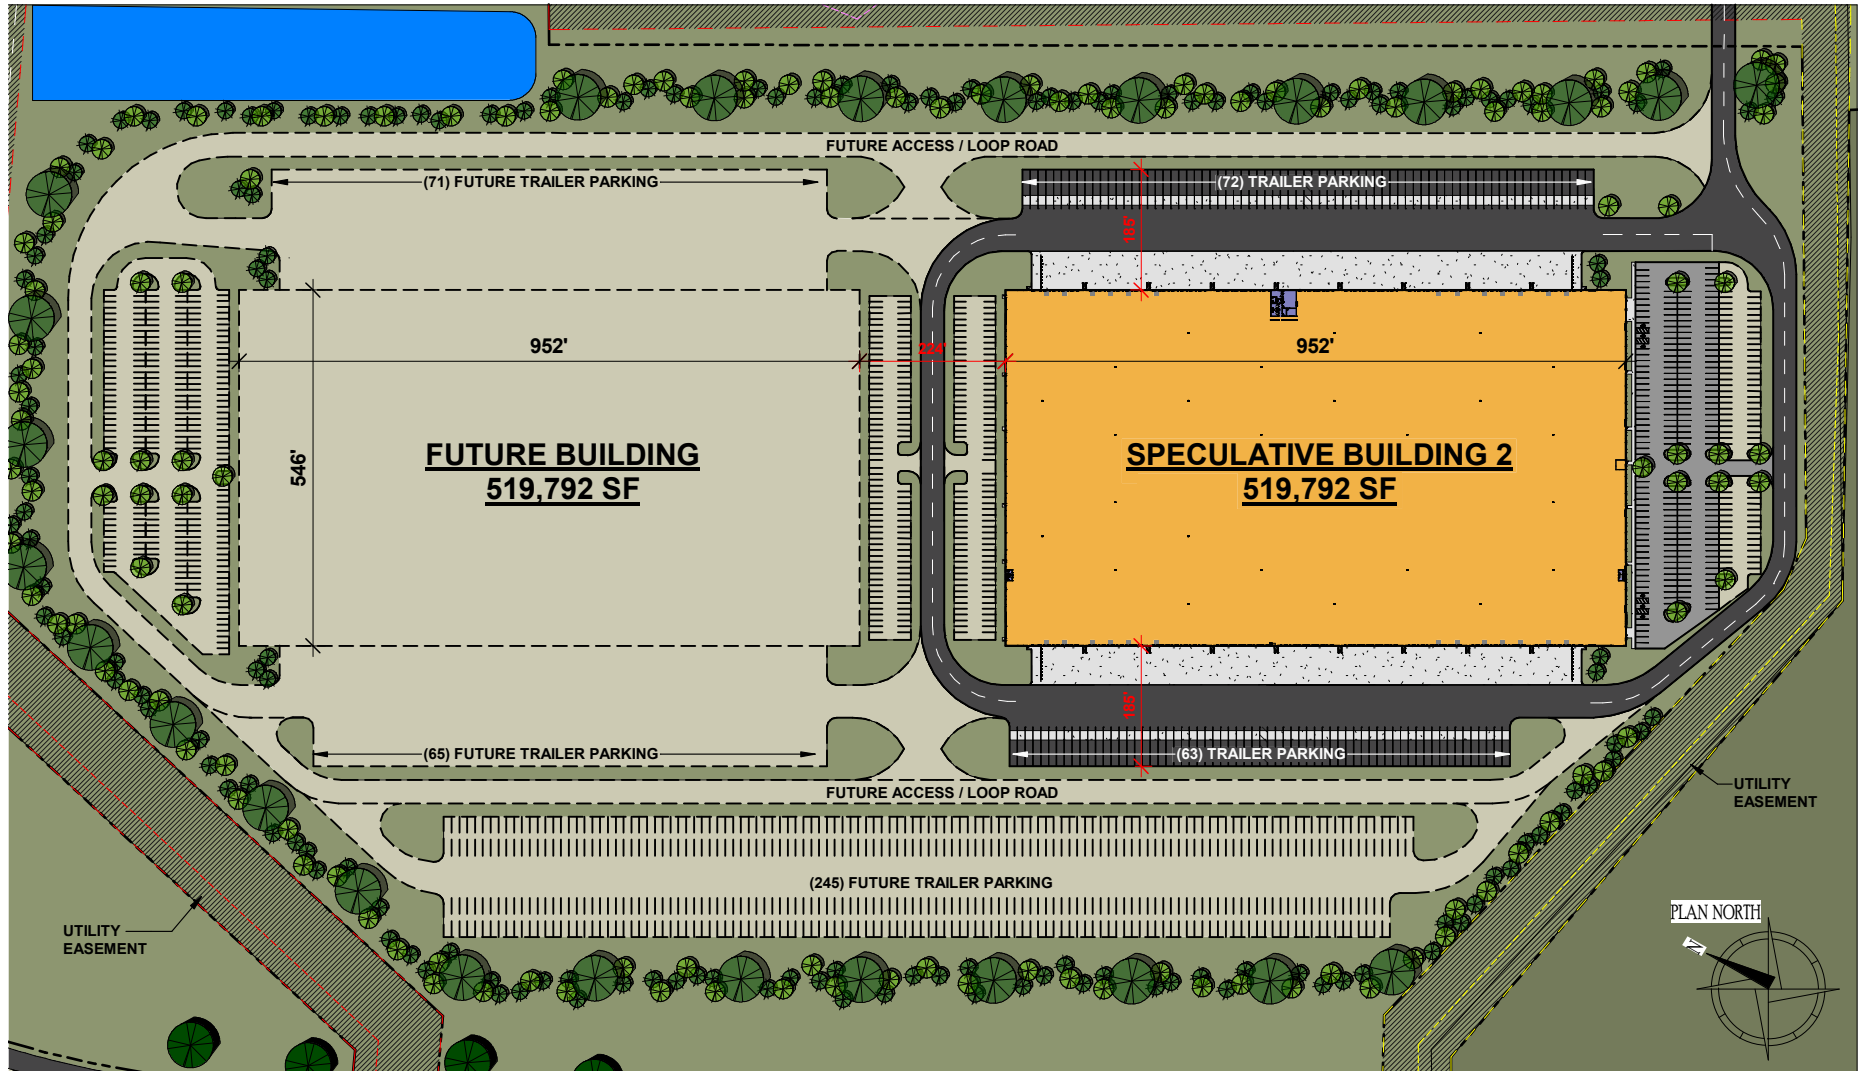 FUTURE ACCESS / LOOP ROAD
(71) FUTURE TRAILER PARKING
(72) TRAILER PARKING
185'
952'
224'
952'
546'
FUTURE BUILDING
519,792 SF
SPECULATIVE BUILDING 2
519,792 SF
185'
(65) FUTURE TRAILER PARKING
(63) TRAILER PARKING
FUTURE ACCESS / LOOP ROAD
UTILITY
EASEMENT
(245) FUTURE TRAILER PARKING
UTILITY
EASEMENT
PLAN NORTH
N